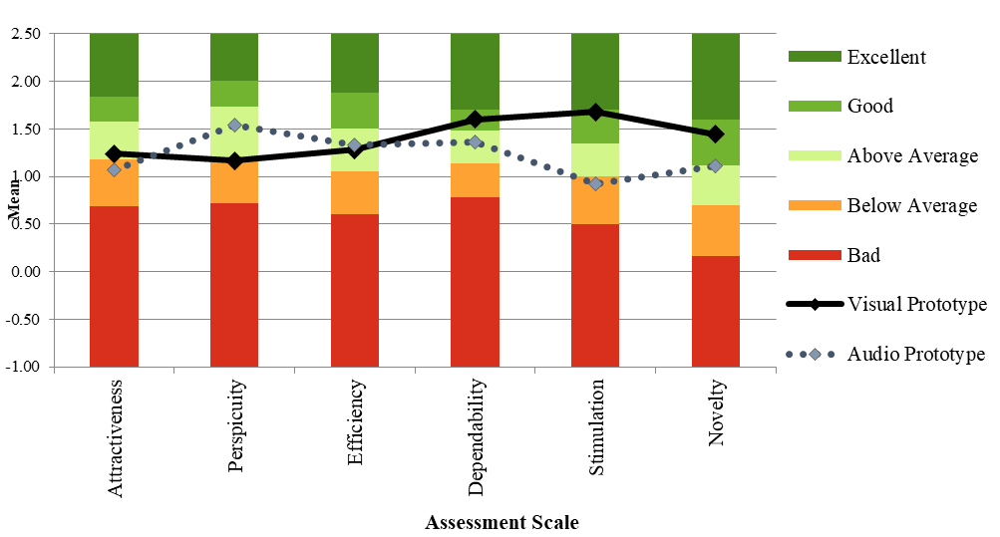 2.50
2.00
1.50
1.00
0.50
0.00
-0.50
-1.00
Mean
Attractiveness
Perspicuity
Efficiency
Dependability
Stimulation
Novelty
Assessment Scale
Excellent
Good
Above Average
Below Average
Bad
Visual Prototype
Audio Prototype